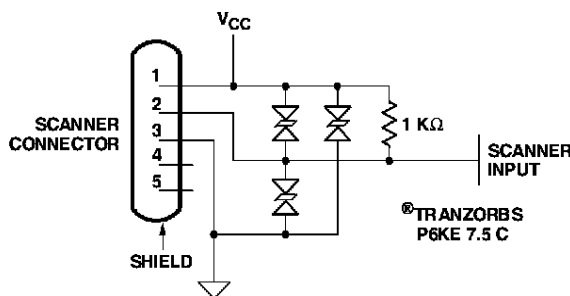 VCC
1
2
3
4
5
SCANNER
CONNECTOR
1 KΩ
SCANNER
INPUT
®TRANZORBS
P6KE 7.5 C
SHIELD